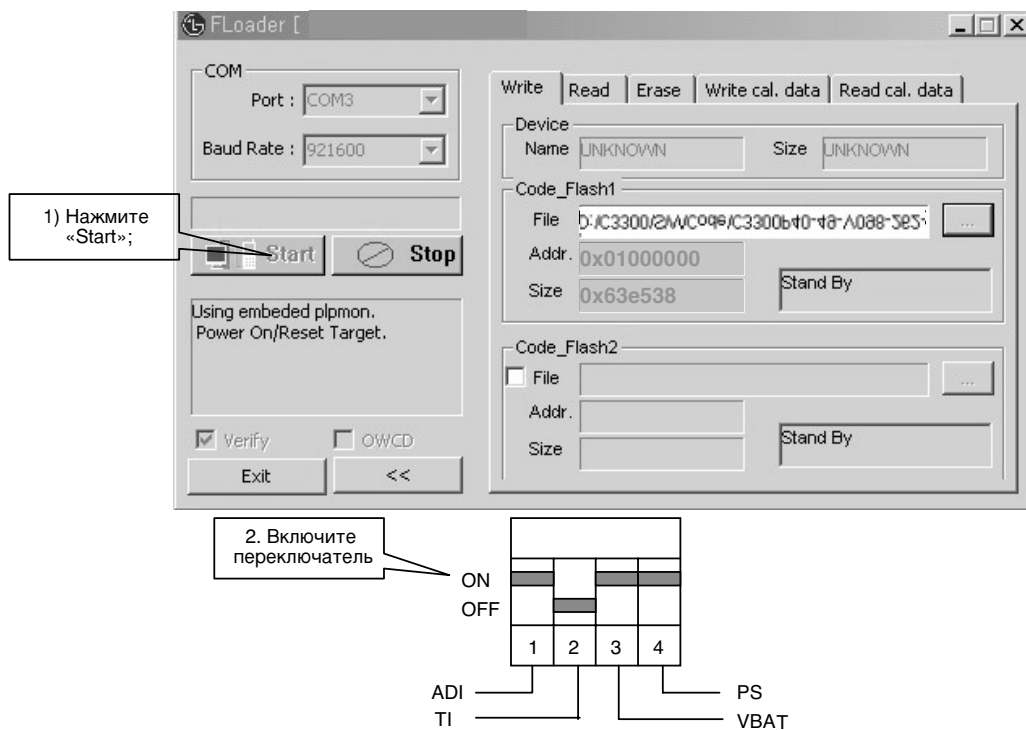 FLoader [
COM
Port : COM3
Baud Rate : 921600
1) Нажмите
«Start»;
Start
Stop
Using embeded plpmon.
Power On/Reset Target.
Verify
OWCD
Exit
<<
Write
Read
Erase
Write cal. data
Read cal. data
Device
Name UNKNOWN
Size UNKNOWN
Code_Flash1
File
...
Addr. 0x01000000
Size 0x63e538
Stand By
Code_Flash2
File
...
Addr.
Size
Stand By
2. Включите
переключатель
ON
OFF
1 2 3 4
ADI
PS
TI
VBAT